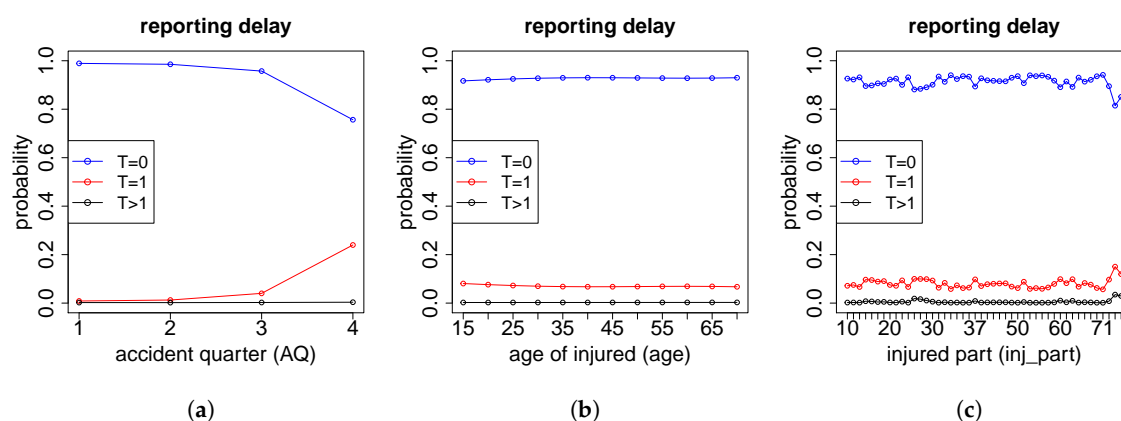 reporting delay
probability
0.0 0.2 0.4 0.6 0.8 1.0
T=0
T=1
T>1
1 2 3 4
accident quarter (AQ)
(a)
reporting delay
probability
0.0 0.2 0.4 0.6 0.8 1.0
T=0
T=1
T>1
15 25 35 45 55 65
age of injured (age)
(b)
reporting delay
probability
0.0 0.2 0.4 0.6 0.8 1.0
T=0
T=1
T>1
10 20 30 37 50 60 71
injured part (inj_part)
(c)